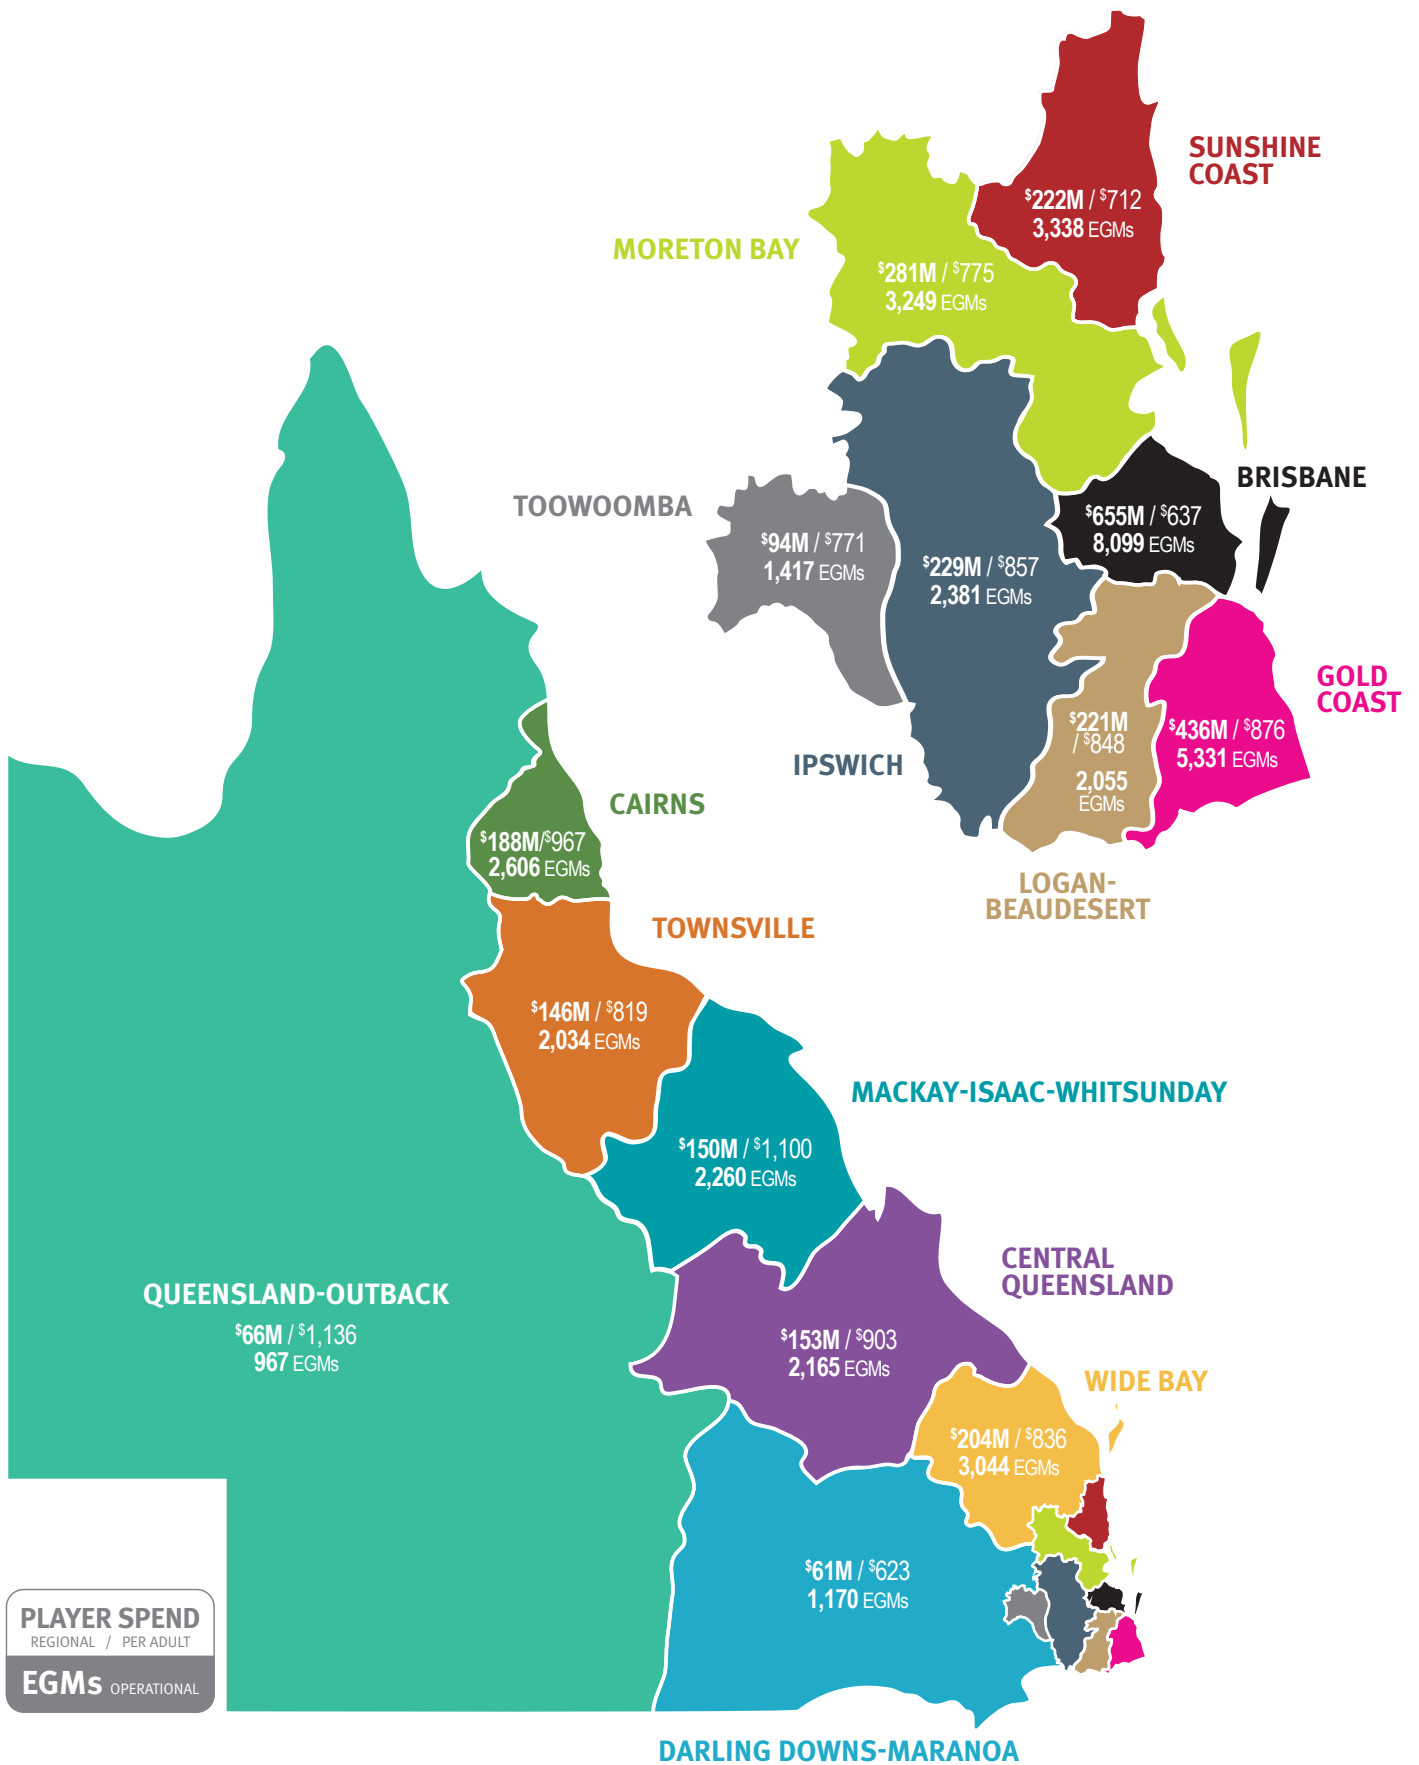 SUNSHINE
COAST
$222M / $712
3,338 EGMs
MORETON BAY
$281M / $775
3,249 EGMs
BRISBANE
$655M / $637
8,099 EGMs
TOOWOOMBA
$94M / $771
1,417 EGMs
$229M / $857
2,381 EGMs
IPSWICH
GOLD
COAST
$436M / $876
5,331 EGMs
$221M
/ $848
2,055
EGMs
LOGAN-
BEAUDESERT
CAIRNS
$188M/$967
2,606 EGMs
TOWNSVILLE
$146M / $819
2,034 EGMs
MACKAY-ISAAC-WHITSUNDAY
$150M / $1,100
2,260 EGMs
CENTRAL
QUEENSLAND
$153M / $903
2,165 EGMs
QUEENSLAND-OUTBACK
$66M / $1,136
967 EGMs
WIDE BAY
$204M / $836
3,044 EGMs
$61M / $623
1,170 EGMs
DARLING DOWNS-MARANOA
PLAYER SPEND
REGIONAL / PER ADULT
EGMs OPERATIONAL